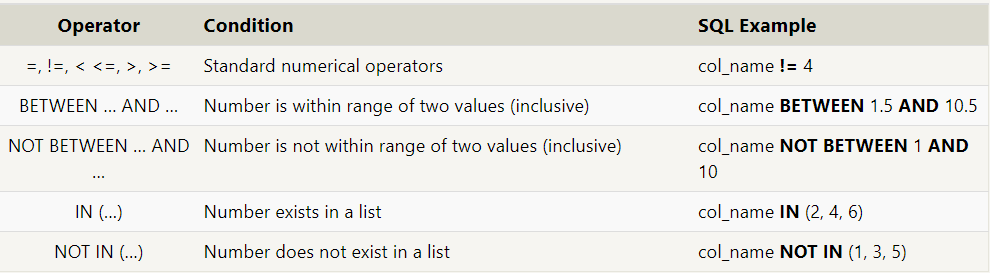 Operator Condition SQL Example
=, !=, < <=, >, >= Standard numerical operators col_name != 4
BETWEEN … AND … Number is within range of two values (inclusive) col_name BETWEEN 1.5 AND 10.5
NOT BETWEEN … AND Number is not within range of two values (inclusive) col_name NOT BETWEEN 1 AND
… 10
IN (…) Number exists in a list col_name IN (2, 4, 6)
NOT IN (…) Number does not exist in a list col_name NOT IN (1, 3, 5)